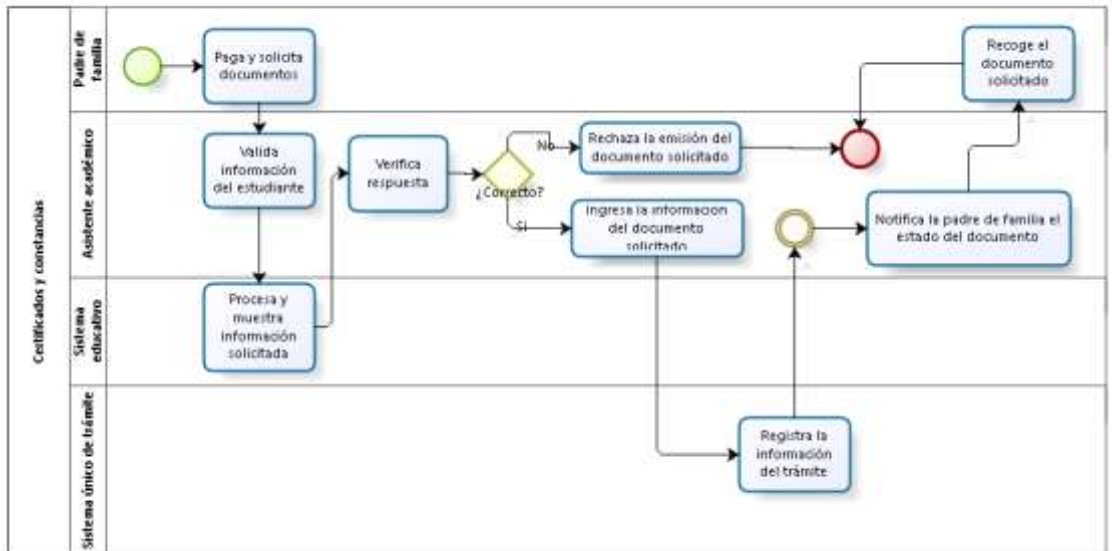 Certificados y constancias
Padre de
familia
Paga y solicita
documentos
Recoge el
documento
solicitado
Asistente académico
Valida
información
del estudiante
Verifica
respuesta
¿Correcto?
No
Rechaza la emisión del
documento solicitado
Si
Ingresa la informacion
del documento
solicitado
Notifica la padre de familia el
estado del documento
Sistema
educativo
Procesa y
muestra
información
solicitada
Sistema único de trámite
Registra la
información
del trámite